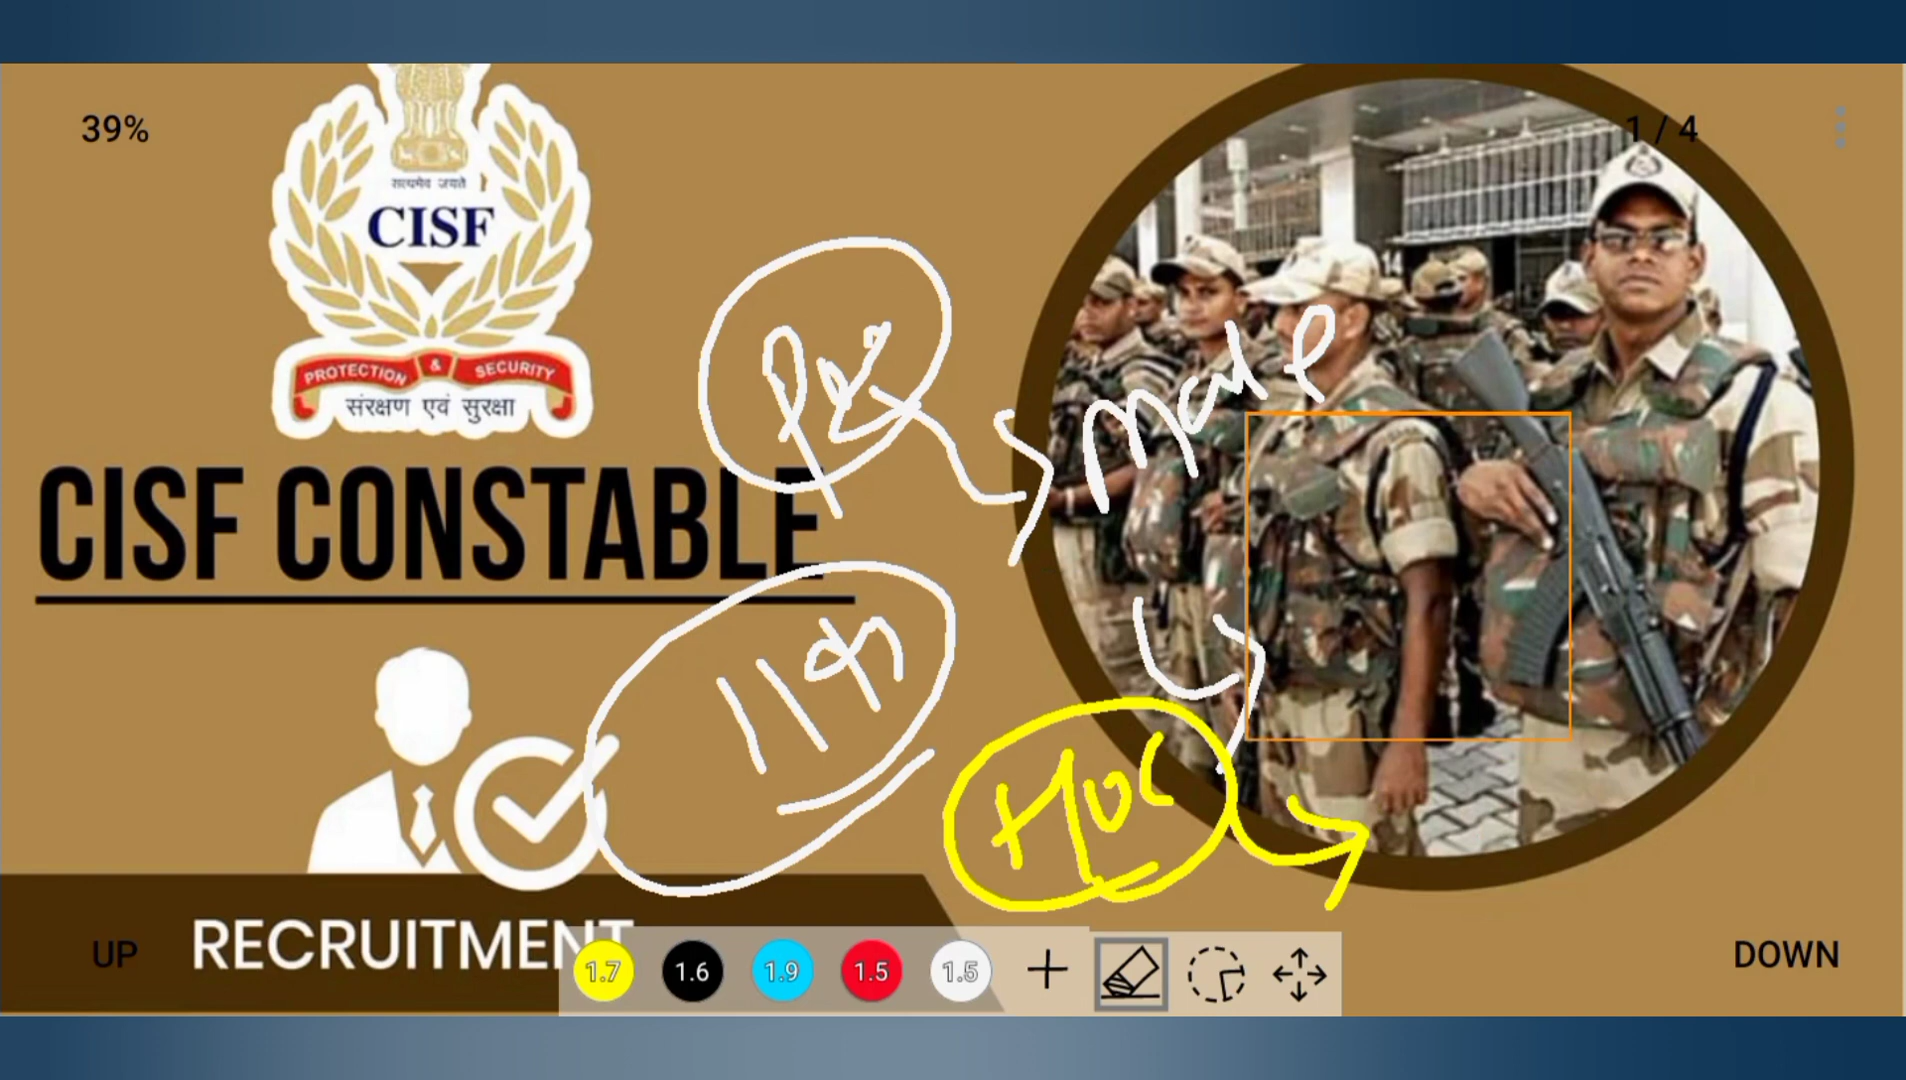 39%
1 / 4
सत्यमेव जयते
CISF
14
PROTECTION & SECURITY
संरक्षण एवं सुरक्षा
Male
CISF CONSTABLE
UP
RECRUITMENT
1.7
1.6
1.9
1.5
1.5
DOWN